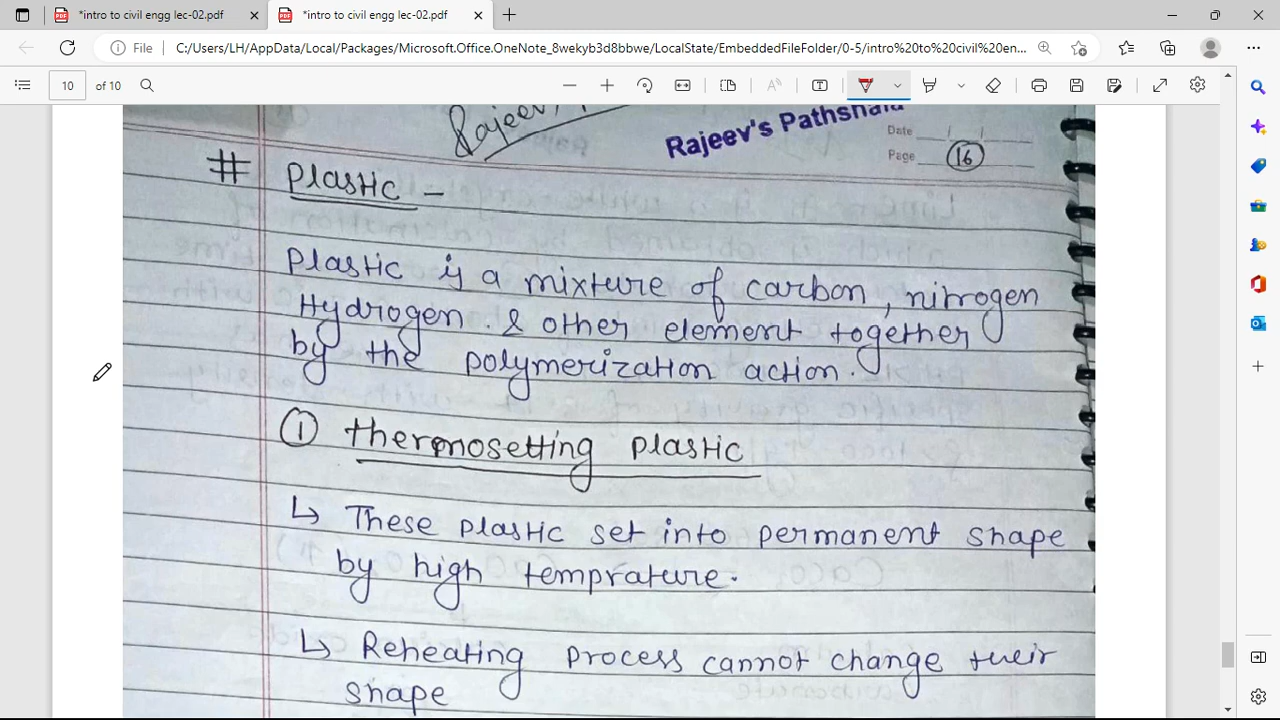 *intro to civil engg lec-02.pdf
*intro to civil engg lec-02.pdf
File C:/Users/LH/AppData/Local/Packages/Microsoft.Office.OneNote_8wekyb3d8bbwe/LocalState/EmbeddedFileFolder/0-5/intro%20to%20civil%20en...
10 of 10
Rajeev
Rajeev's Pathshala
Date
Page 16
# Plastic -
Plastic is a mixture of carbon, nitrogen
Hydrogen. & other element together
by the polymerization action.
① thermosetting plastic
↳ These plastic set into permanent shape
by high temprature.
↳ Reheating process cannot change their
shape